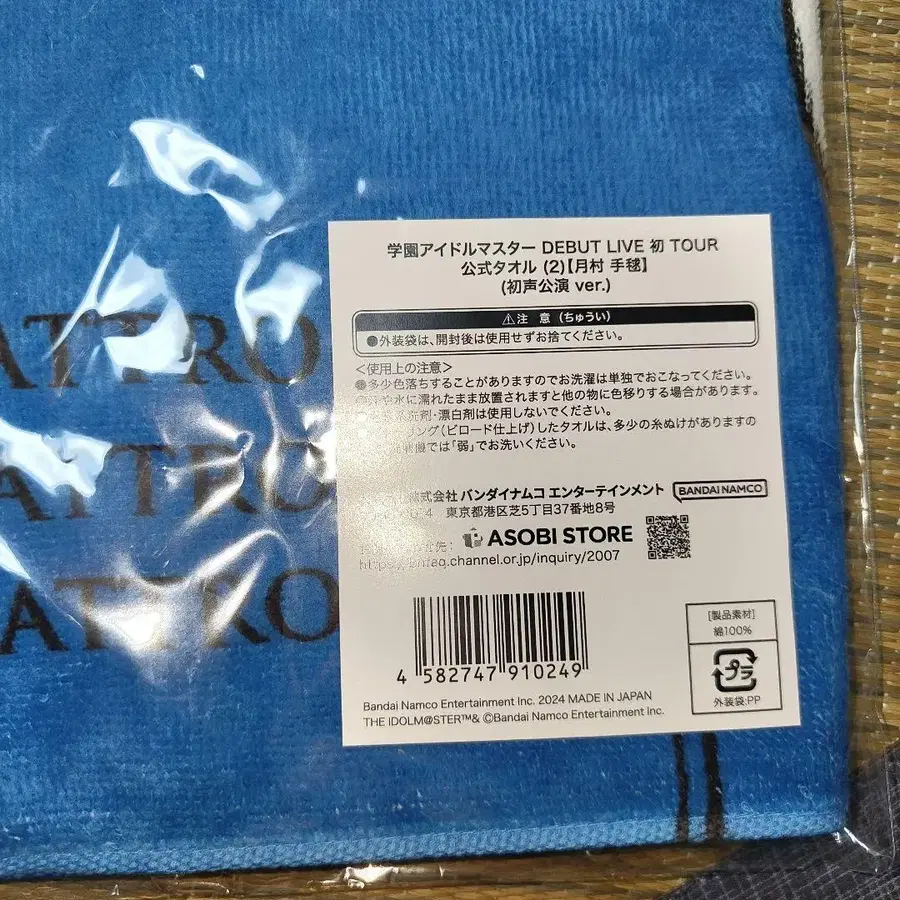 ATTRO
ATTRO
ATTRO
学園アイドルマスター DEBUT LIVE 初 TOUR
公式タオル (2)【月村 手毬】
(初声公演 ver.)
⚠注 意（ちゅうい）
●外装袋は、開封後は使用せずお捨てください。
＜使用上の注意＞
●多少色落ちすることがありますのでお洗濯は単独でおこなってください。
水に濡れたまま放置されますと他の物に色移りする場合があります。
洗剤・漂白剤は使用しないでください。
リング(ビロード仕上げ)したタオルは、多少の糸ぬけがありますの
では「弱」でお洗いください。
株式会社 バンダイナムコ エンターテインメント BANDAI NAMCO
東京都港区芝5丁目37番地8号
先： ASOBI STORE
faq.channel.or.jp/inquiry/2007
4 582747 910249
[製品素材]
綿100%
プラ
外装袋:PP
Bandai Namco Entertainment Inc. 2024 MADE IN JAPAN
THE IDOLM@STER™& ©Bandai Namco Entertainment Inc.